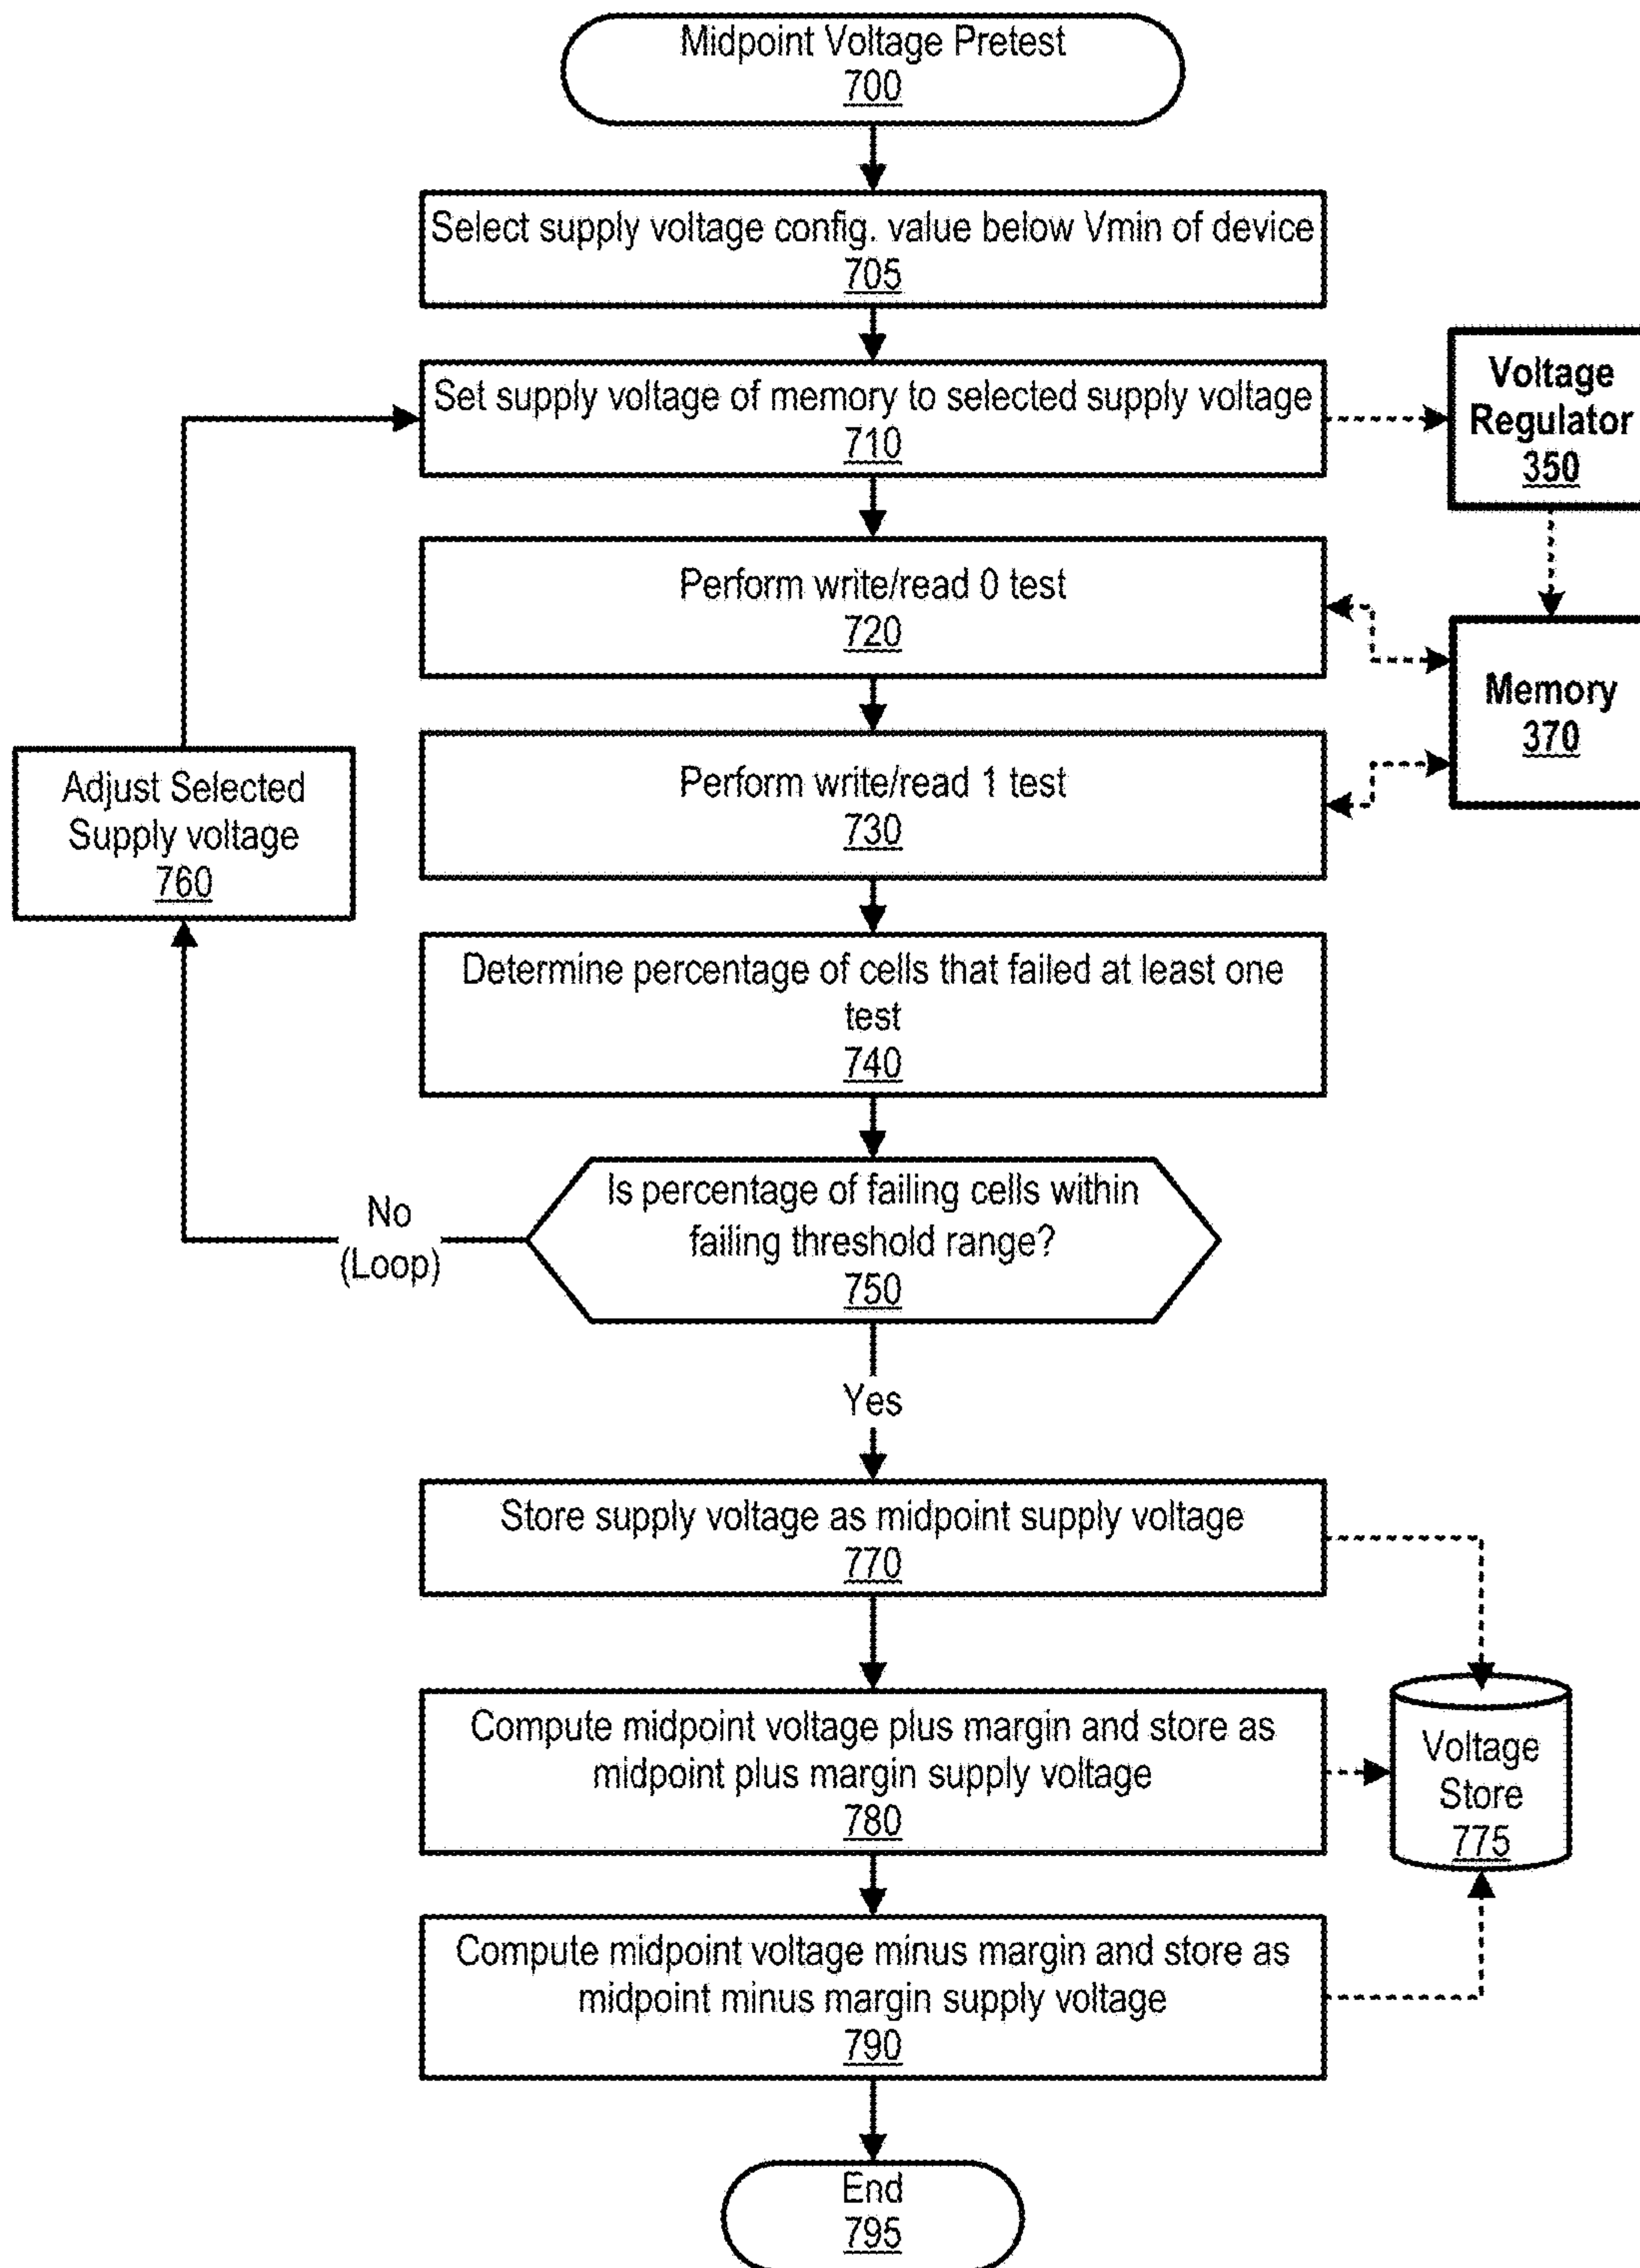 Midpoint Voltage Pretest
700
Select supply voltage config. value below Vmin of device
705
Set supply voltage of memory to selected supply voltage
710
Voltage
Regulator
350
Perform write/read 0 test
720
Memory
370
Perform write/read 1 test
730
Adjust Selected
Supply voltage
760
Determine percentage of cells that failed at least one
test
740
Is percentage of failing cells within
failing threshold range?
750
No
(Loop)
Yes
Store supply voltage as midpoint supply voltage
770
Compute midpoint voltage plus margin and store as
midpoint plus margin supply voltage
780
Voltage
Store
775
Compute midpoint voltage minus margin and store as
midpoint minus margin supply voltage
790
End
795